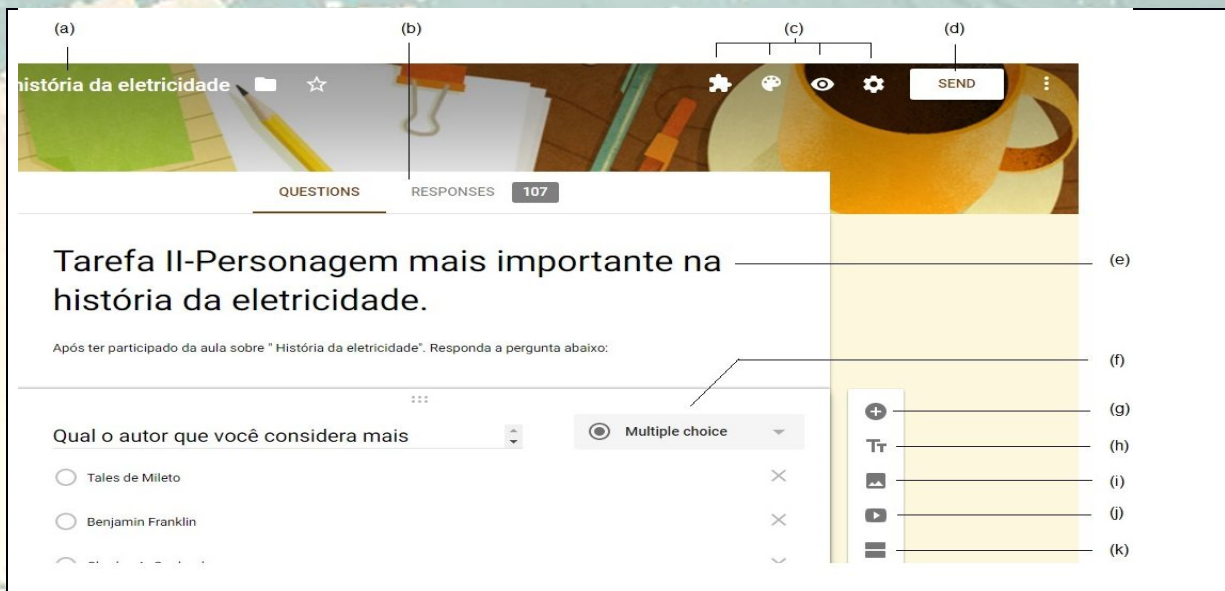 (a) (b) (c) (d)
história da eletricidade SEND
QUESTIONS RESPONSES 107
Tarefa II-Personagem mais importante na
história da eletricidade.
(e)
Após ter participado da aula sobre " História da eletricidade". Responda a pergunta abaixo:
(f)
Qual o autor que você considera mais
Multiple choice
(g)
Tт
(h)
Tales de Mileto
(i)
Benjamin Franklin
(j)
(k)